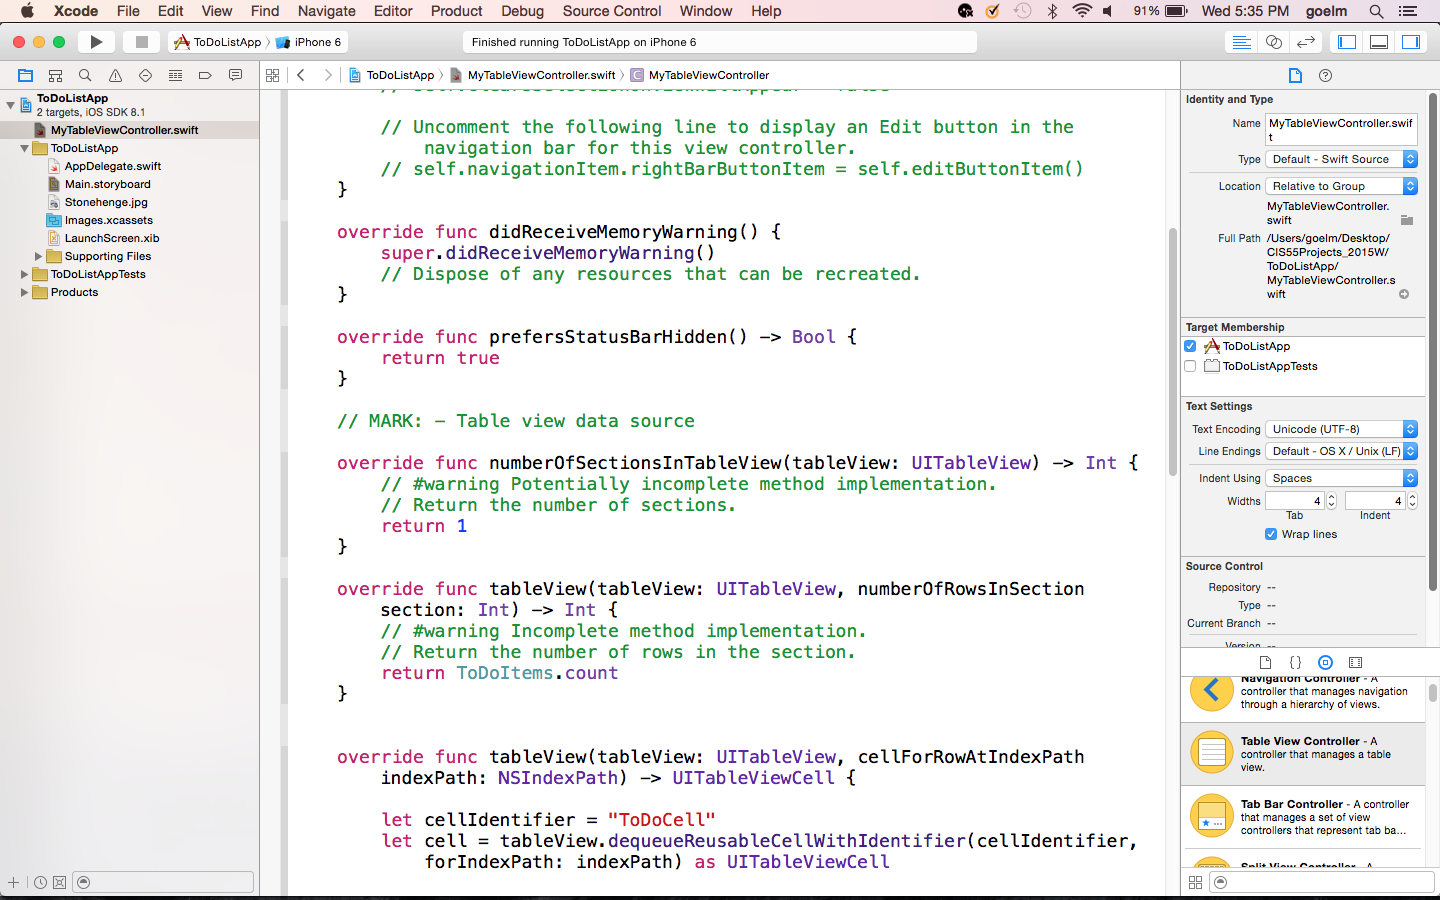 Xcode File Edit View Find Navigate Editor Product Debug Source Control Window Help 91% Wed 5:35 PM goelm
ToDoListApp iPhone 6 Finished running ToDoListApp on iPhone 6
ToDoListApp MyTableViewController.swift C MyTableViewController
ToDoListApp
2 targets, iOS SDK 8.1
MyTableViewController.swift
ToDoListApp
AppDelegate.swift
Main.storyboard
Stonehenge.jpg
Images.xcassets
LaunchScreen.xib
Supporting Files
ToDoListAppTests
Products
// Uncomment the following line to display an Edit button in the
navigation bar for this view controller.
// self.navigationItem.rightBarButtonItem = self.editButtonItem()
}
override func didReceiveMemoryWarning() {
super.didReceiveMemoryWarning()
// Dispose of any resources that can be recreated.
}
override func prefersStatusBarHidden() -> Bool {
return true
}
// MARK: - Table view data source
override func numberOfSectionsInTableView(tableView: UITableView) -> Int {
// #warning Potentially incomplete method implementation.
// Return the number of sections.
return 1
}
override func tableView(tableView: UITableView, numberOfRowsInSection
section: Int) -> Int {
// #warning Incomplete method implementation.
// Return the number of rows in the section.
return ToDoItems.count
}
override func tableView(tableView: UITableView, cellForRowAtIndexPath
indexPath: NSIndexPath) -> UITableViewCell {
let cellIdentifier = "ToDoCell"
let cell = tableView.dequeueReusableCellWithIdentifier(cellIdentifier,
forIndexPath: indexPath) as UITableViewCell
Identity and Type
Name MyTableViewController.swif
t
Type Default - Swift Source
Location Relative to Group
MyTableViewController.
swift
Full Path /Users/goelm/Desktop/
CIS55Projects_2015W/
ToDoListApp/
MyTableViewController.s
wift
Target Membership
ToDoListApp
ToDoListAppTests
Text Settings
Text Encoding Unicode (UTF-8)
Line Endings Default - OS X / Unix (LF)
Indent Using Spaces
Widths 4 4
Tab Indent
Wrap lines
Source Control
Repository --
Type --
Current Branch --
Version --
Navigation Controller - A
controller that manages navigation
through a hierarchy of views.
Table View Controller - A
controller that manages a table
view.
Tab Bar Controller - A controller
that manages a set of view
controllers that represent tab ba...
Split View Controller - A